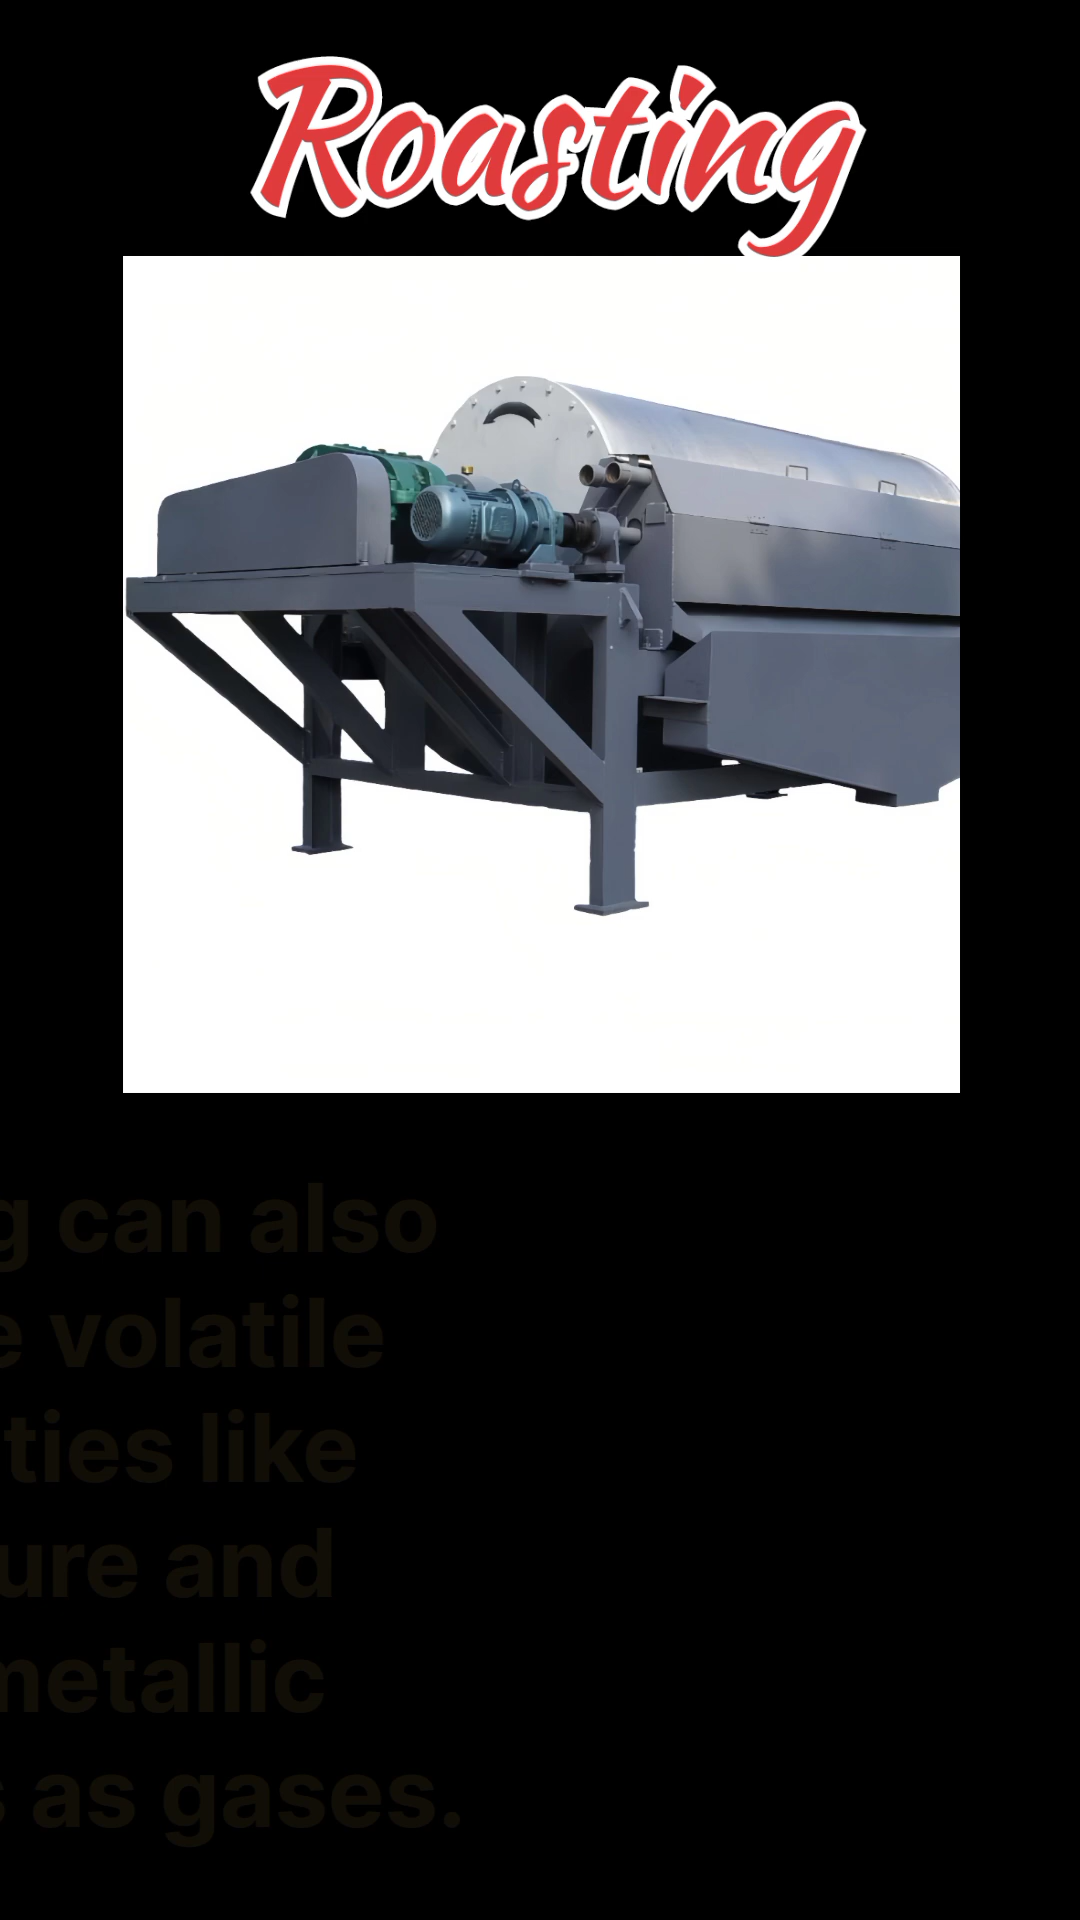 Roasting
g can also
e volatile
ties like
ure and
metallic
s as gases.